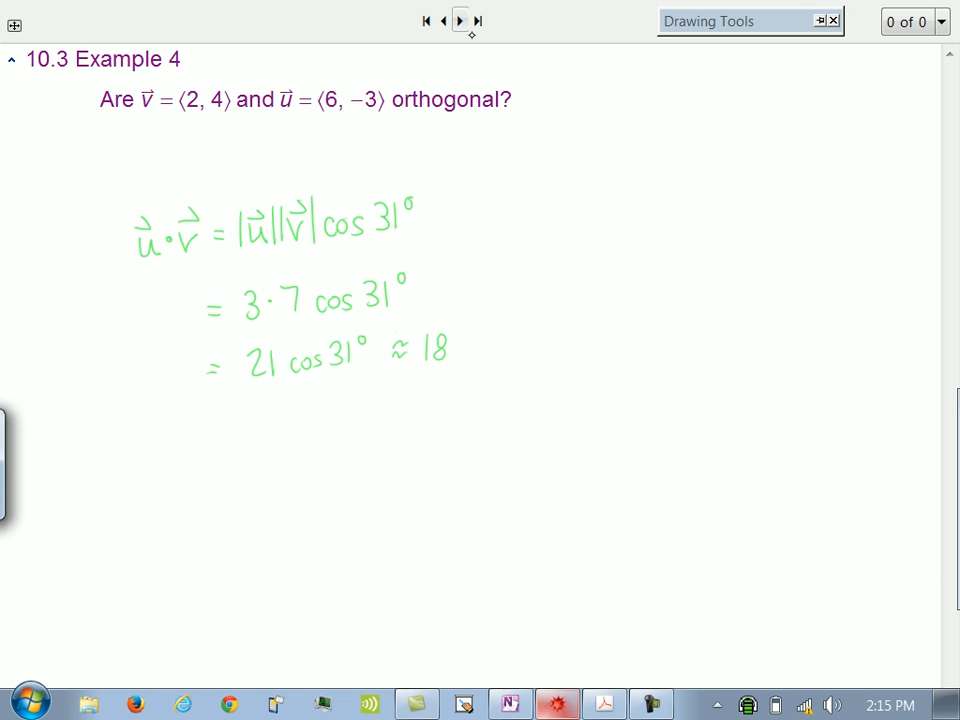 Drawing Tools
0 of 0
10.3 Example 4
Are v⃗ = ⟨2, 4⟩ and u⃗ = ⟨6, −3⟩ orthogonal?
u⃗ · v⃗ = |u⃗||v⃗| cos 31°
= 3 · 7 cos 31°
= 21 cos 31° ≈ 18
2:15 PM